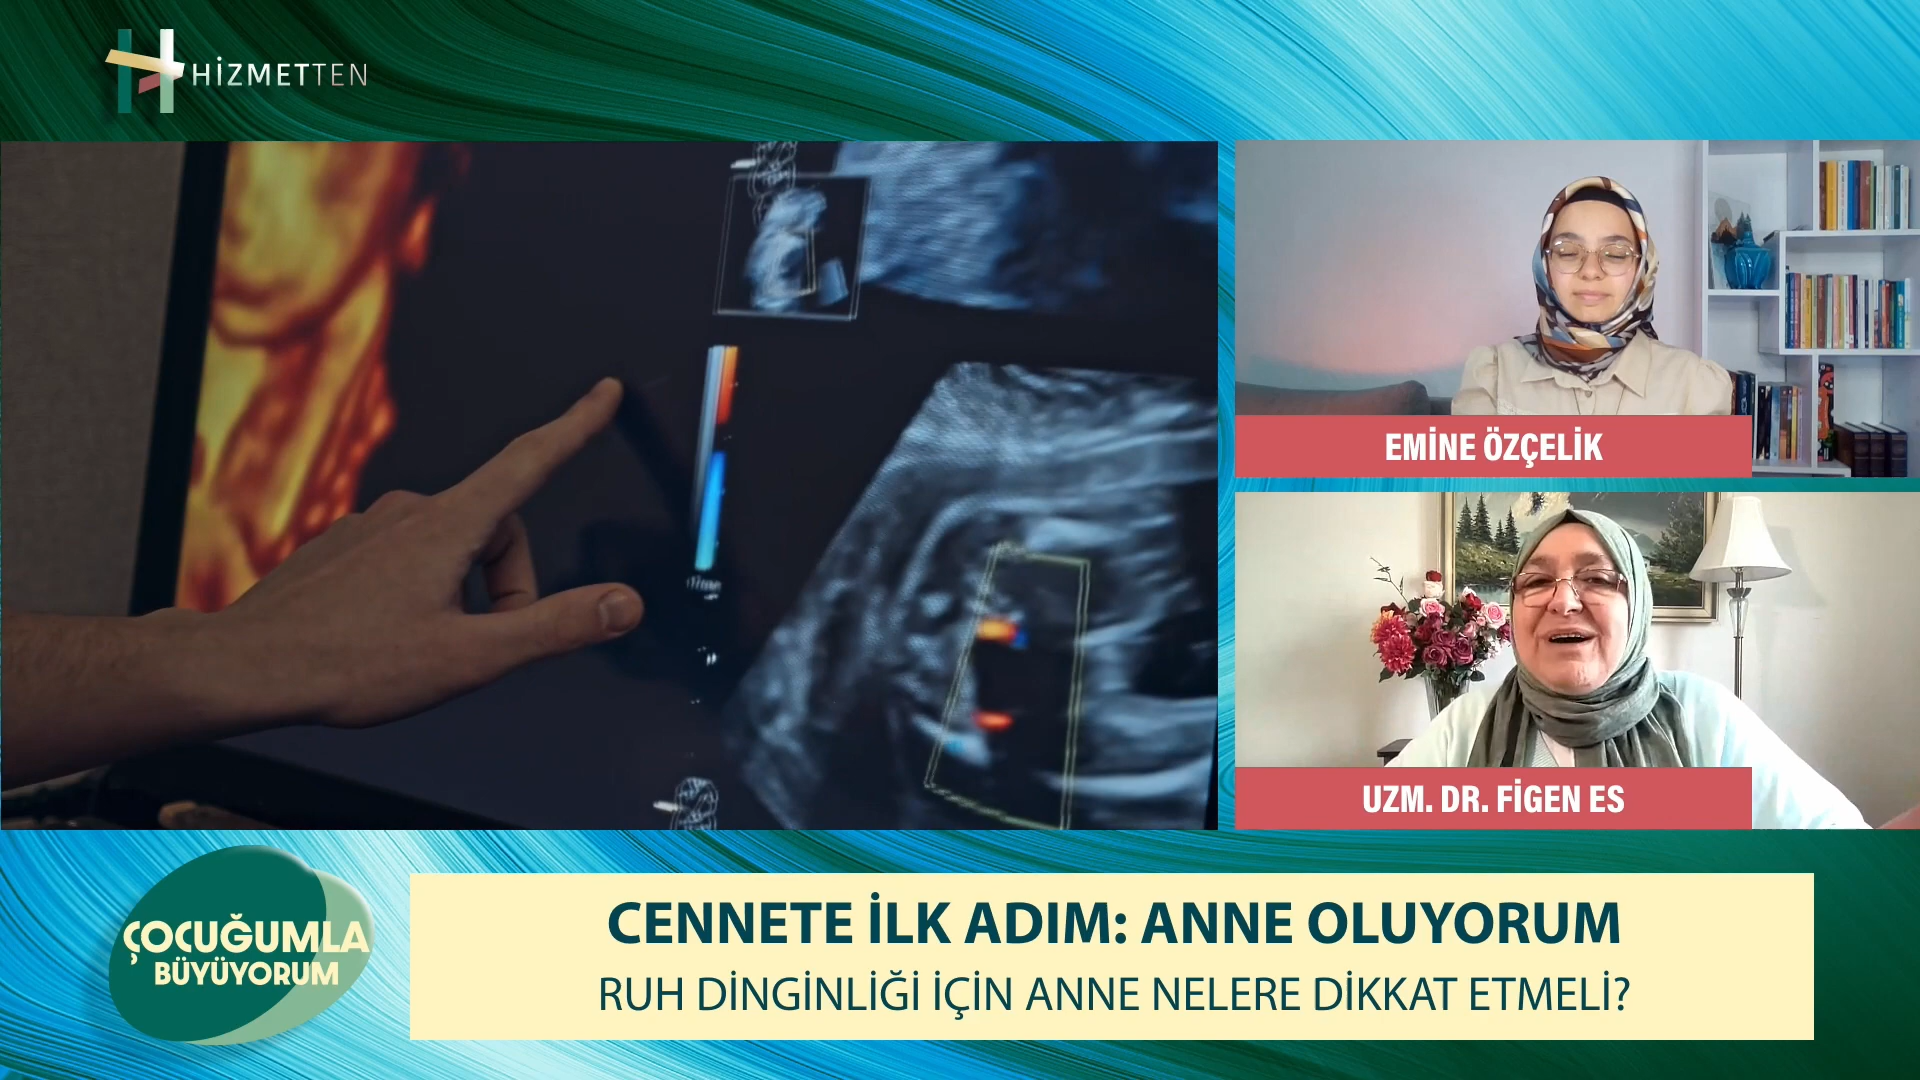 HİZMETTEN
EMİNE ÖZÇELİK
UZM. DR. FİGEN ES
ÇOCUĞUMLA
BÜYÜYORUM
CENNETE İLK ADIM: ANNE OLUYORUM
RUH DİNGİNLİĞİ İÇİN ANNE NELERE DİKKAT ETMELİ?